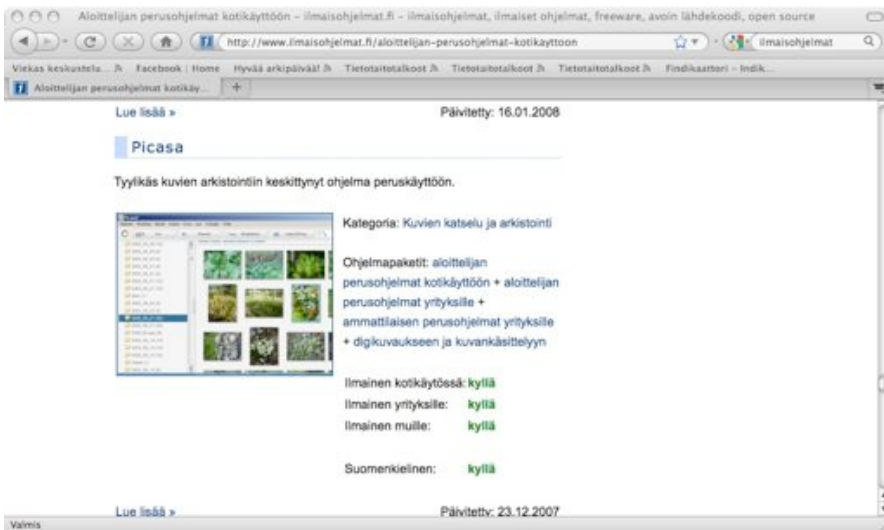 Aloittelijan perusohjelmat kotikäyttöön – ilmaisohjelmat.fi – ilmaisohjelmat, ilmaiset ohjelmat, freeware, avoin lähdekoodi, open source
http://www.ilmaisohjelmat.fi/aloittelijan-perusohjelmat-kotikayttoon
ilmaisohjelmat
Viekas keskustela... Facebook | Home Hyvää arkipäivää! Tietotaitotalkoot Tietotaitotalkoot Tietotaitotalkoot Findikaattori – Indik...
Aloittelijan perusohjelmat kotikäy...
Lue lisää » Päivitetty: 16.01.2008
Picasa
Tyylikäs kuvien arkistointiin keskittynyt ohjelma peruskäyttöön.
Kategoria: Kuvien katselu ja arkistointi
Ohjelmapaketit: aloittelijan
perusohjelmat kotikäyttöön + aloittelijan
perusohjelmat yrityksille +
ammattilaisen perusohjelmat yrityksille
+ digikuvaukseen ja kuvankäsittelyyn
Ilmainen kotikäytössä: kyllä
Ilmainen yrityksille: kyllä
Ilmainen muille: kyllä
Suomenkielinen: kyllä
Lue lisää » Päivitetty: 23.12.2007
Valmis